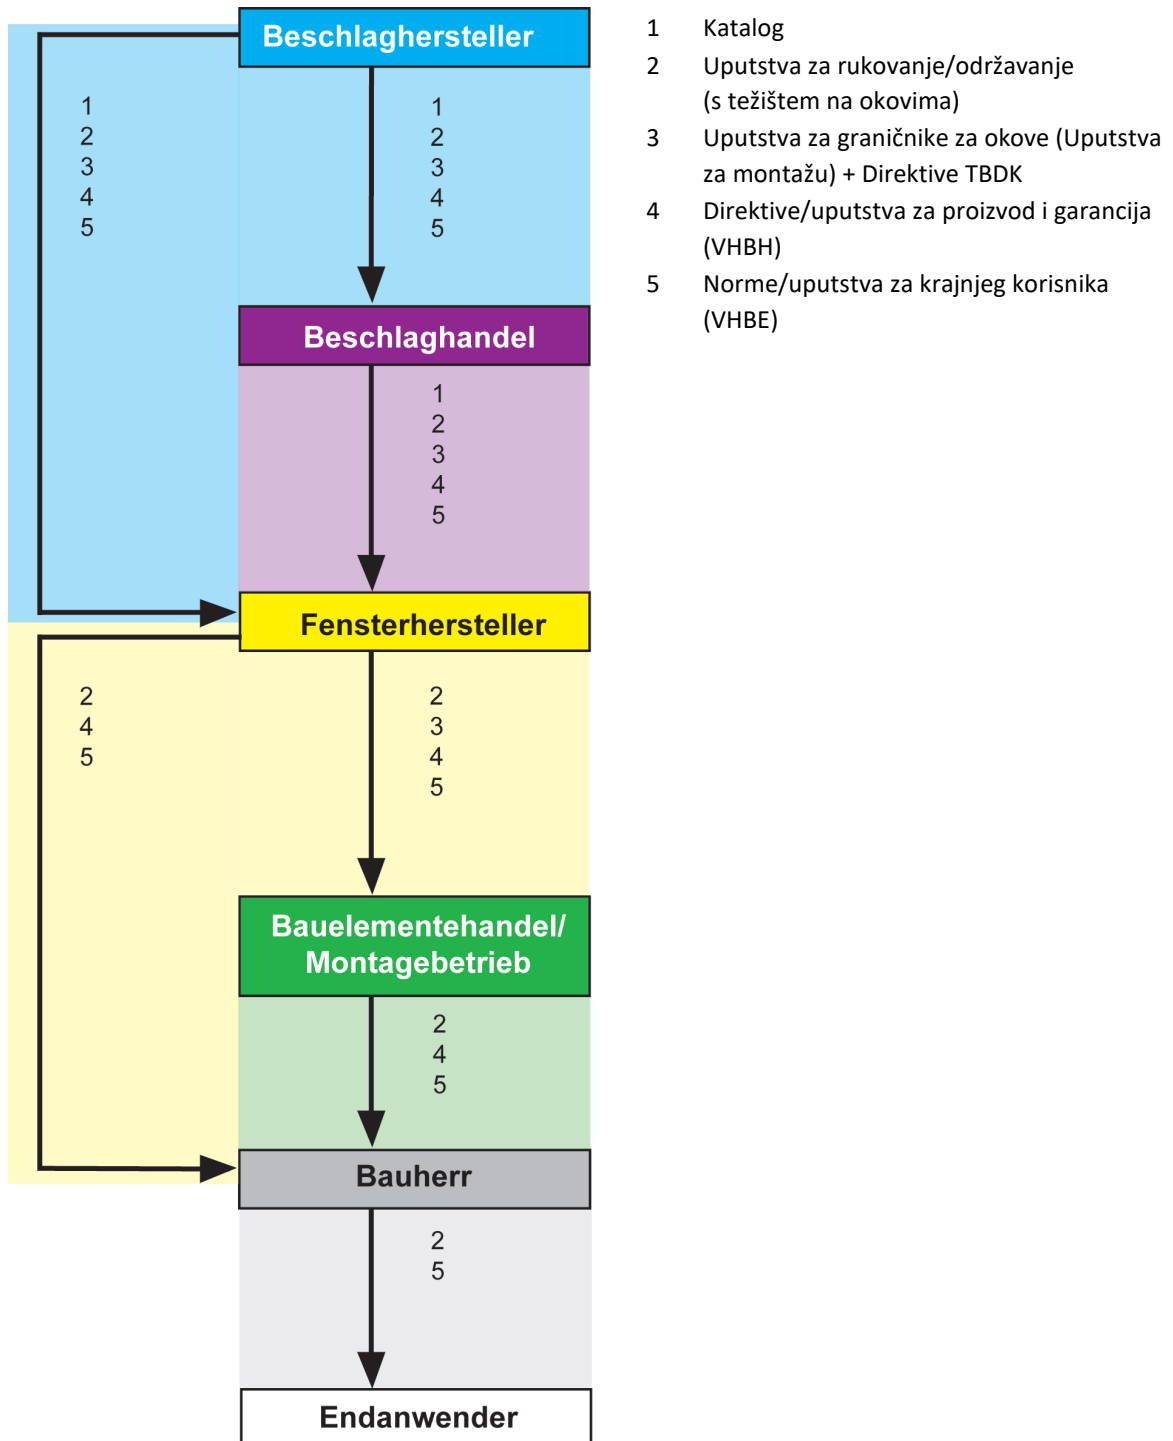 Beschlaghersteller
1
2
3
4
5
1
2
3
4
5
Beschlaghandel
1
2
3
4
5
Fensterhersteller
2
4
5
2
3
4
5
Bauelementehandel/
Montagebetrieb
2
4
5
Bauherr
2
5
Endanwender
1 Katalog
2 Uputstva za rukovanje/održavanje
(s težištem na okovima)
3 Uputstva za graničnike za okove (Uputstva
za montažu) + Direktive TBDK
4 Direktive/uputstva za proizvod i garancija
(VHBH)
5 Norme/uputstva za krajnjeg korisnika
(VHBE)